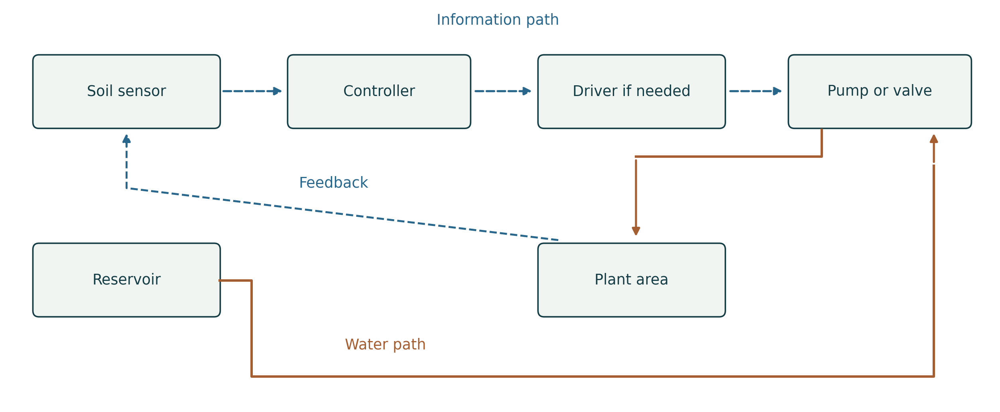 Information path
Soil sensor
Controller
Driver if needed
Pump or valve
Feedback
Reservoir
Plant area
Water path